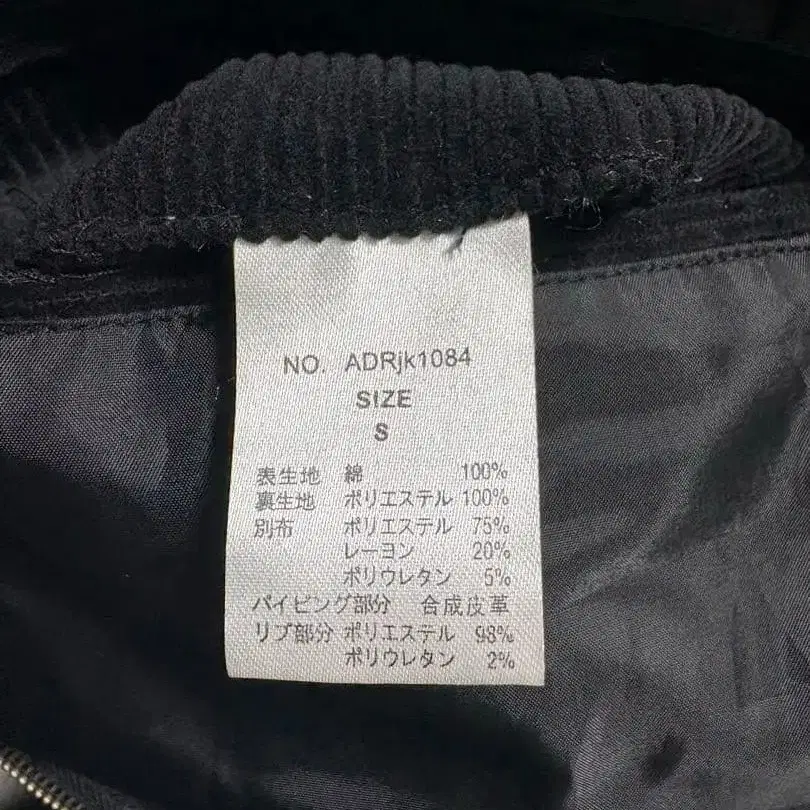 NO. ADRjk1084
SIZE
S
表生地 綿 100%
裏生地 ポリエステル 100%
別布 ポリエステル 75%
レーヨン 20%
ポリウレタン 5%
パイピング部分 合成皮革
リブ部分 ポリエステル 98%
ポリウレタン 2%